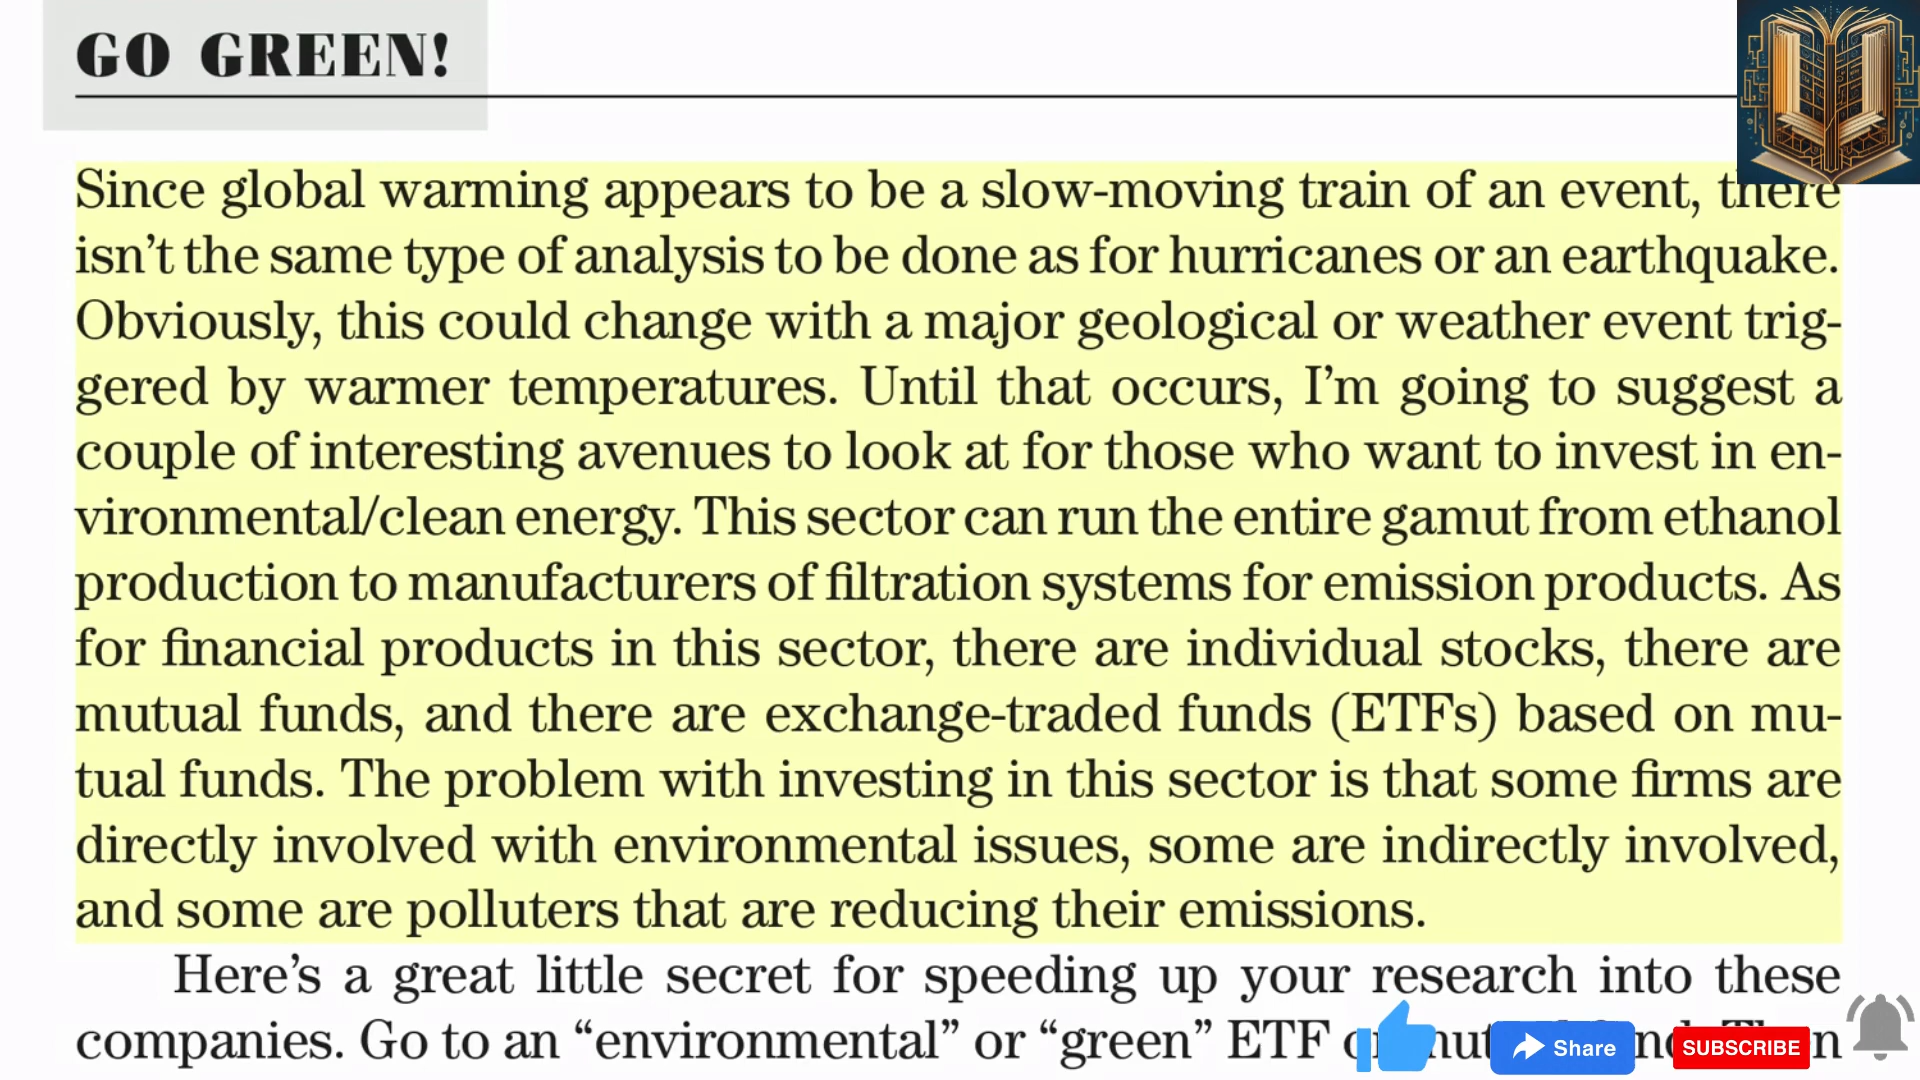 GO GREEN!
Since global warming appears to be a slow-moving train of an event, there
isn’t the same type of analysis to be done as for hurricanes or an earthquake.
Obviously, this could change with a major geological or weather event trig-
gered by warmer temperatures. Until that occurs, I’m going to suggest a
couple of interesting avenues to look at for those who want to invest in en-
vironmental/clean energy. This sector can run the entire gamut from ethanol
production to manufacturers of filtration systems for emission products. As
for financial products in this sector, there are individual stocks, there are
mutual funds, and there are exchange-traded funds (ETFs) based on mu-
tual funds. The problem with investing in this sector is that some firms are
directly involved with environmental issues, some are indirectly involved,
and some are polluters that are reducing their emissions.
Here’s a great little secret for speeding up your research into these
companies. Go to an “environmental” or “green” ETF
Share
SUBSCRIBE